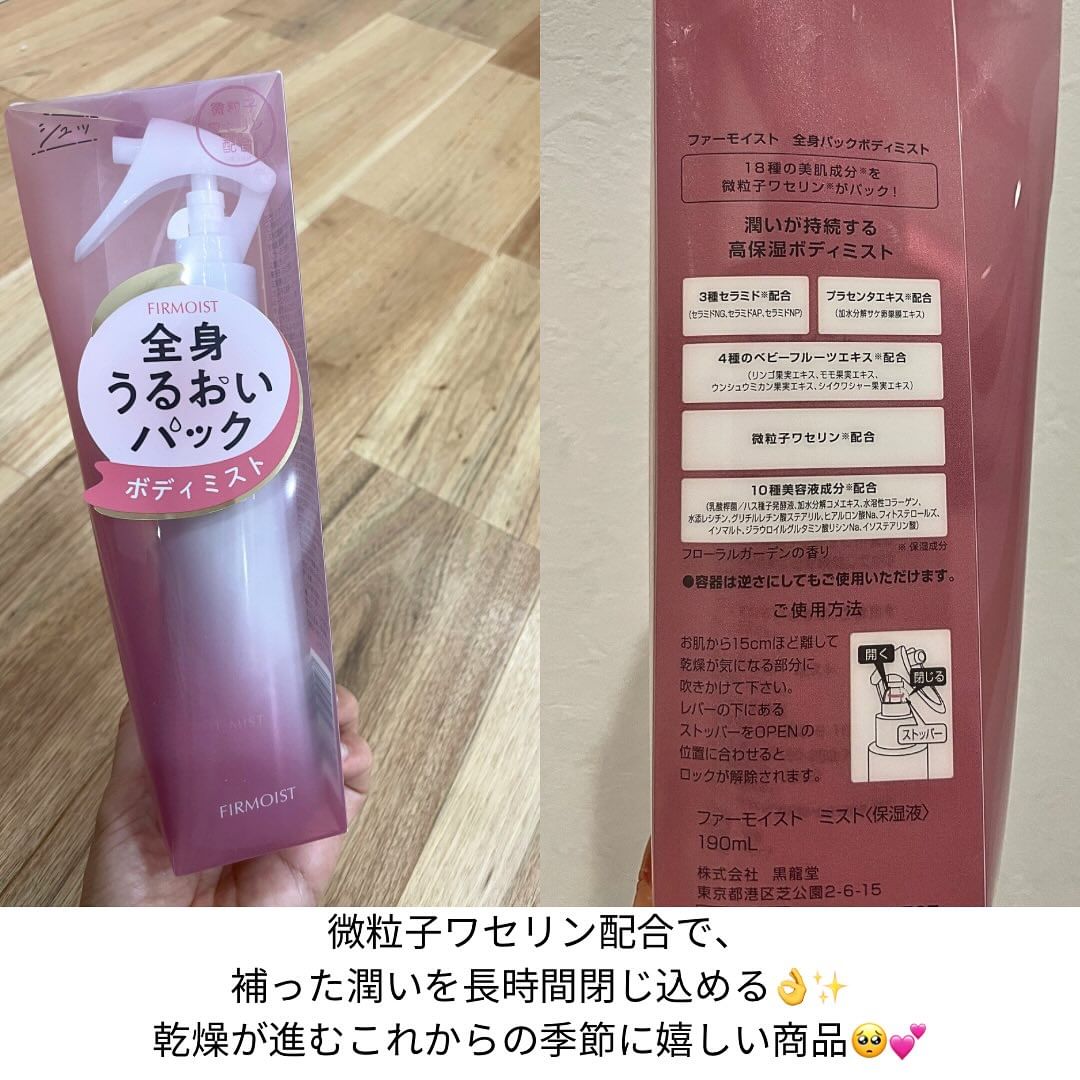 シュッ
微粒子
配合
FIRMOIST
全身
うるおい
パック
ボディミスト
MIST
FIRMOIST
ファーモイスト 全身パックボディミスト
18種の美肌成分※を
微粒子ワセリン※がパック!
潤いが持続する
高保湿ボディミスト
3種セラミド※配合
(セラミドNG、セラミドAP、セラミドNP)
プラセンタエキス※配合
(加水分解サケ卵巣膜エキス)
4種のベビーフルーツエキス※配合
(リンゴ果実エキス、モモ果実エキス、
ウンシュウミカン果実エキス、シイクワシャー果実エキス)
微粒子ワセリン※配合
10種美容液成分※配合
(乳酸桿菌/ハス種子発酵液、加水分解コメエキス、水溶性コラーゲン、
水添レシチン、グリチルレチン酸ステアリル、ヒアルロン酸Na、フィトステロールズ、
イソマルト、ジラウロイルグルタミン酸リシンNa、イソステアリン酸)
フローラルガーデンの香り
※ 保湿成分
●容器は逆さにしてもご使用いただけます。
ご使用方法
お肌から15cmほど離して
乾燥が気になる部分に
吹きかけて下さい。
レバーの下にある
ストッパーをOPENの
位置に合わせると
ロックが解除されます。
開く
閉じる
ストッパー
ファーモイスト ミスト〈保湿液〉
190mL
株式会社 黒龍堂
東京都港区芝公園2-6-15
微粒子ワセリン配合で、
補った潤いを長時間閉じ込める👌✨
乾燥が進むこれからの季節に嬉しい商品🥺💕